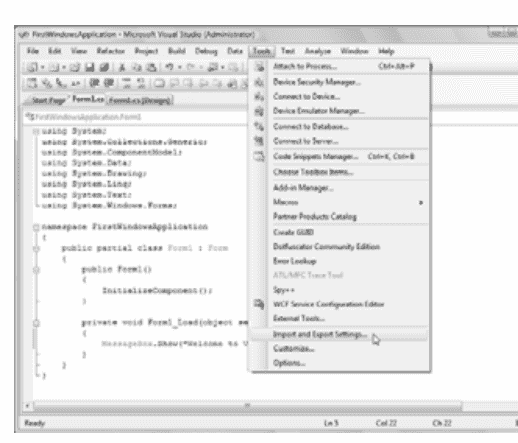 FirstWindowsApplication - Microsoft Visual Studio (Administrator)
File Edit View Refactor Project Build Debug Data Tools Test Analyze Window Help
Start Page Form1.cs Form1.cs [Design]
FirstWindowsApplication.Form1
using System;
using System.Collections.Generic;
using System.ComponentModel;
using System.Data;
using System.Drawing;
using System.Linq;
using System.Text;
using System.Windows.Forms;
namespace FirstWindowsApplication
{
public partial class Form1 : Form
{
public Form1()
{
InitializeComponent();
}
private void Form1_Load(object se
{
MessageBox.Show("Welcome to V
}
}
}
Attach to Process... Ctrl+Alt+P
Device Security Manager...
Connect to Device...
Device Emulator Manager...
Connect to Database...
Connect to Server...
Code Snippets Manager... Ctrl+K, Ctrl+B
Choose Toolbox Items...
Add-in Manager...
Macros
Partner Products Catalog
Create GUID
Dotfuscator Community Edition
Error Lookup
ATL/MFC Trace Tool
Spy++
WCF Service Configuration Editor
External Tools...
Import and Export Settings...
Customize...
Options...
Ready Ln 5 Col 22 Ch 22